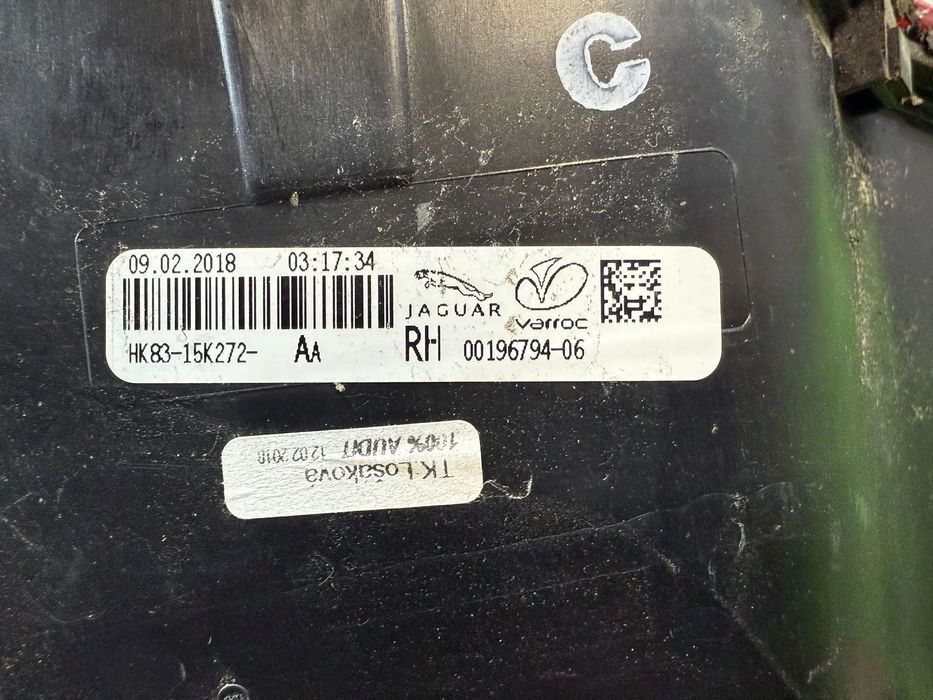 C
09.02.2018 03:17:34
JAGUAR varroc
HK83-15K272- AA RH 00196794-06
TK Lošáková
100% AUDIT 12.02.2018